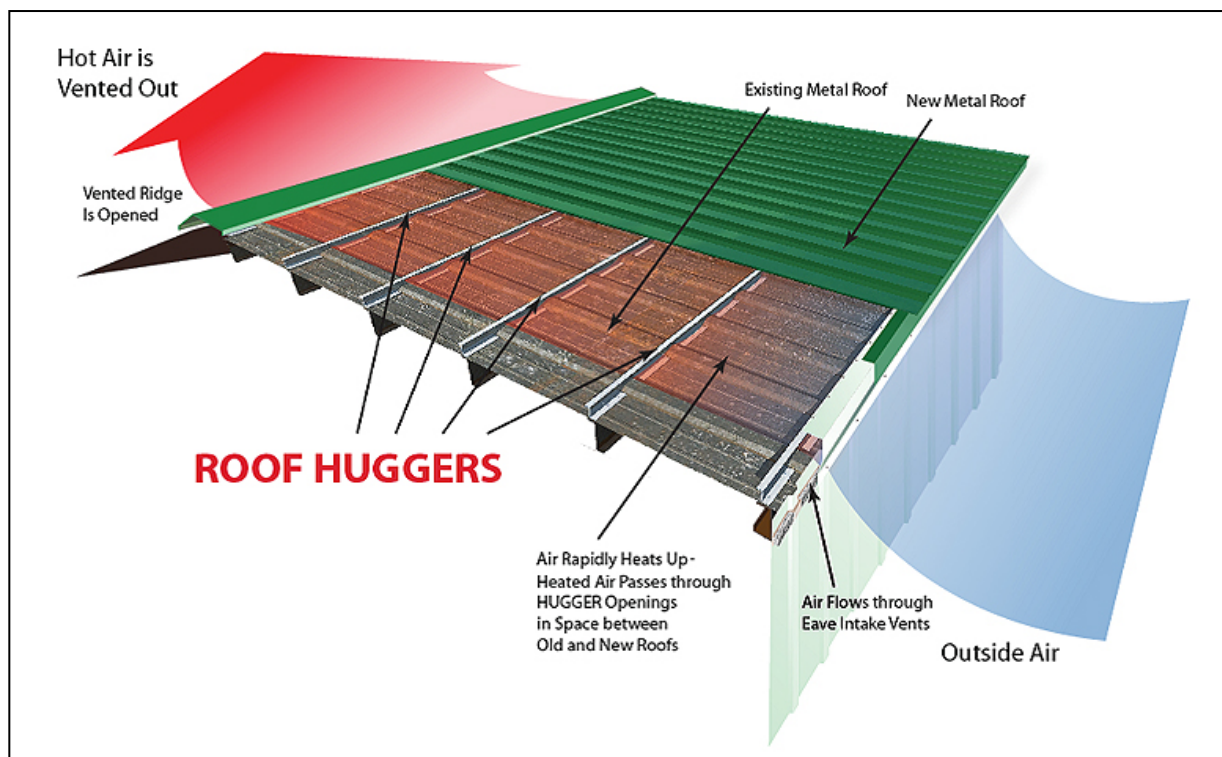 Hot Air is
Vented Out
Existing Metal Roof
New Metal Roof
Vented Ridge
Is Opened
ROOF HUGGERS
Air Rapidly Heats Up-
Heated Air Passes through
HUGGER Openings
in Space between
Old and New Roofs
Air Flows through
Eave Intake Vents
Outside Air